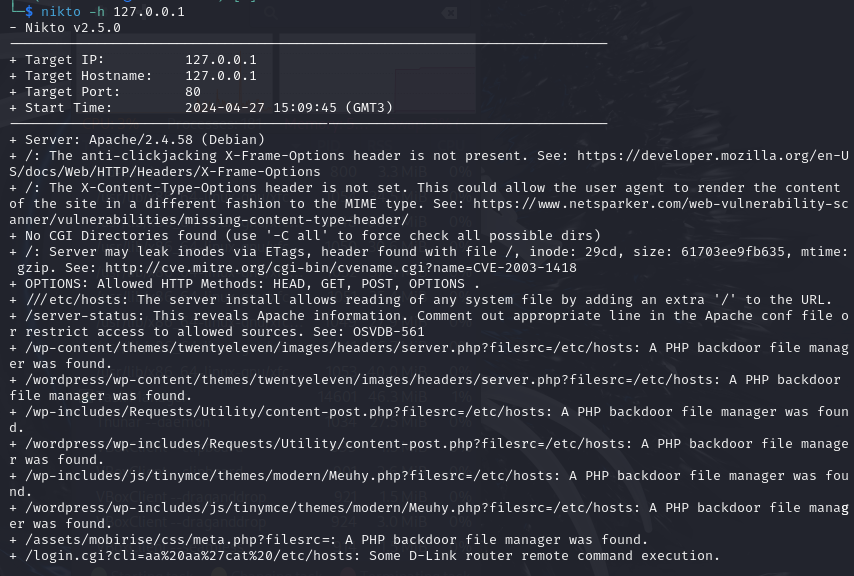 └─$ nikto -h 127.0.0.1
- Nikto v2.5.0
---------------------------------------------------------------------------
+ Target IP:          127.0.0.1
+ Target Hostname:    127.0.0.1
+ Target Port:        80
+ Start Time:         2024-04-27 15:09:45 (GMT3)
---------------------------------------------------------------------------
+ Server: Apache/2.4.58 (Debian)
+ /: The anti-clickjacking X-Frame-Options header is not present. See: https://developer.mozilla.org/en-U
S/docs/Web/HTTP/Headers/X-Frame-Options
+ /: The X-Content-Type-Options header is not set. This could allow the user agent to render the content
of the site in a different fashion to the MIME type. See: https://www.netsparker.com/web-vulnerability-sc
anner/vulnerabilities/missing-content-type-header/
+ No CGI Directories found (use '-C all' to force check all possible dirs)
+ /: Server may leak inodes via ETags, header found with file /, inode: 29cd, size: 61703ee9fb635, mtime:
 gzip. See: http://cve.mitre.org/cgi-bin/cvename.cgi?name=CVE-2003-1418
+ OPTIONS: Allowed HTTP Methods: HEAD, GET, POST, OPTIONS .
+ ///etc/hosts: The server install allows reading of any system file by adding an extra '/' to the URL.
+ /server-status: This reveals Apache information. Comment out appropriate line in the Apache conf file o
r restrict access to allowed sources. See: OSVDB-561
+ /wp-content/themes/twentyeleven/images/headers/server.php?filesrc=/etc/hosts: A PHP backdoor file manag
er was found.
+ /wordpress/wp-content/themes/twentyeleven/images/headers/server.php?filesrc=/etc/hosts: A PHP backdoor
file manager was found.
+ /wp-includes/Requests/Utility/content-post.php?filesrc=/etc/hosts: A PHP backdoor file manager was foun
d.
+ /wordpress/wp-includes/Requests/Utility/content-post.php?filesrc=/etc/hosts: A PHP backdoor file manage
r was found.
+ /wp-includes/js/tinymce/themes/modern/Meuhy.php?filesrc=/etc/hosts: A PHP backdoor file manager was fou
nd.
+ /wordpress/wp-includes/js/tinymce/themes/modern/Meuhy.php?filesrc=/etc/hosts: A PHP backdoor file manag
er was found.
+ /assets/mobirise/css/meta.php?filesrc=: A PHP backdoor file manager was found.
+ /login.cgi?cli=aa%20aa%27cat%20/etc/hosts: Some D-Link router remote command execution.